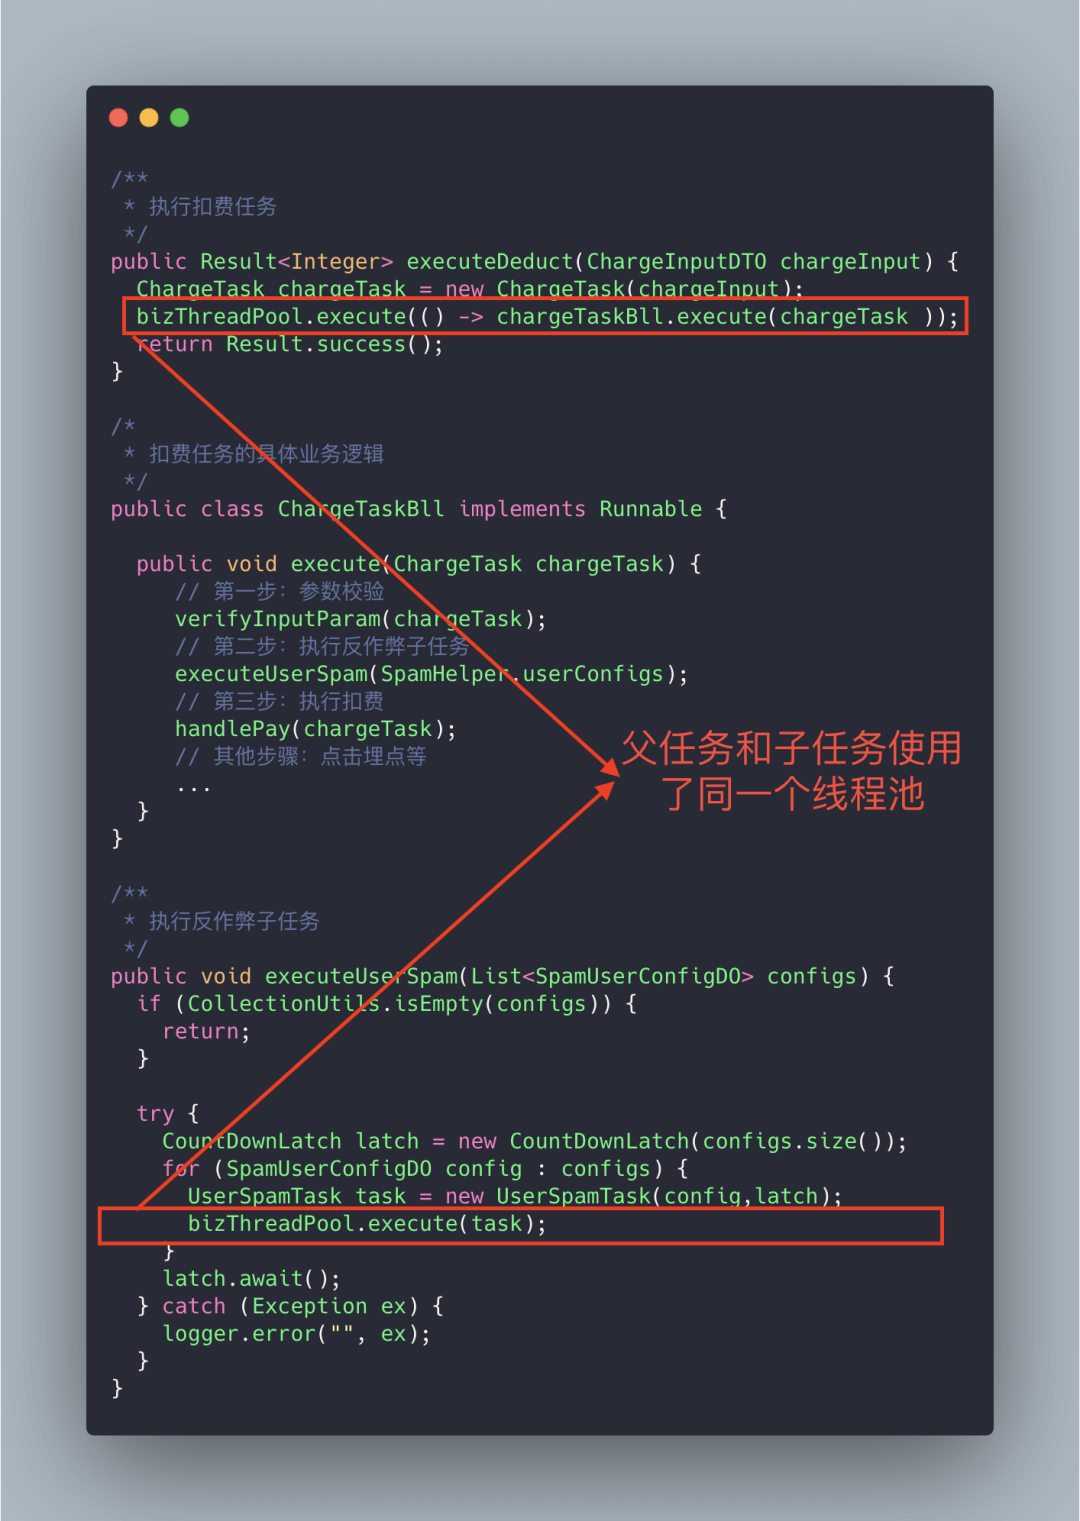 /**
 * 执行扣费任务
 */
public Result<Integer> executeDeduct(ChargeInputDTO chargeInput) {
  ChargeTask chargeTask = new ChargeTask(chargeInput);
  bizThreadPool.execute(() -> chargeTaskBll.execute(chargeTask ));
  return Result.success();
}

/*
 * 扣费任务的具体业务逻辑
 */
public class ChargeTaskBll implements Runnable {

  public void execute(ChargeTask chargeTask) {
     // 第一步：参数校验
     verifyInputParam(chargeTask);
     // 第二步：执行反作弊子任务
     executeUserSpam(SpamHelper.userConfigs);
     // 第三步：执行扣费
     handlePay(chargeTask);
     // 其他步骤：点击埋点等
     ...
  }
}
父任务和子任务使用
了同一个线程池

/**
 * 执行反作弊子任务
 */
public void executeUserSpam(List<SpamUserConfigDO> configs) {
  if (CollectionUtils.isEmpty(configs)) {
    return;
  }

  try {
    CountDownLatch latch = new CountDownLatch(configs.size());
    for (SpamUserConfigDO config : configs) {
      UserSpamTask task = new UserSpamTask(config,latch);
      bizThreadPool.execute(task);
    }
    latch.await();
  } catch (Exception ex) {
    logger.error("", ex);
  }
}